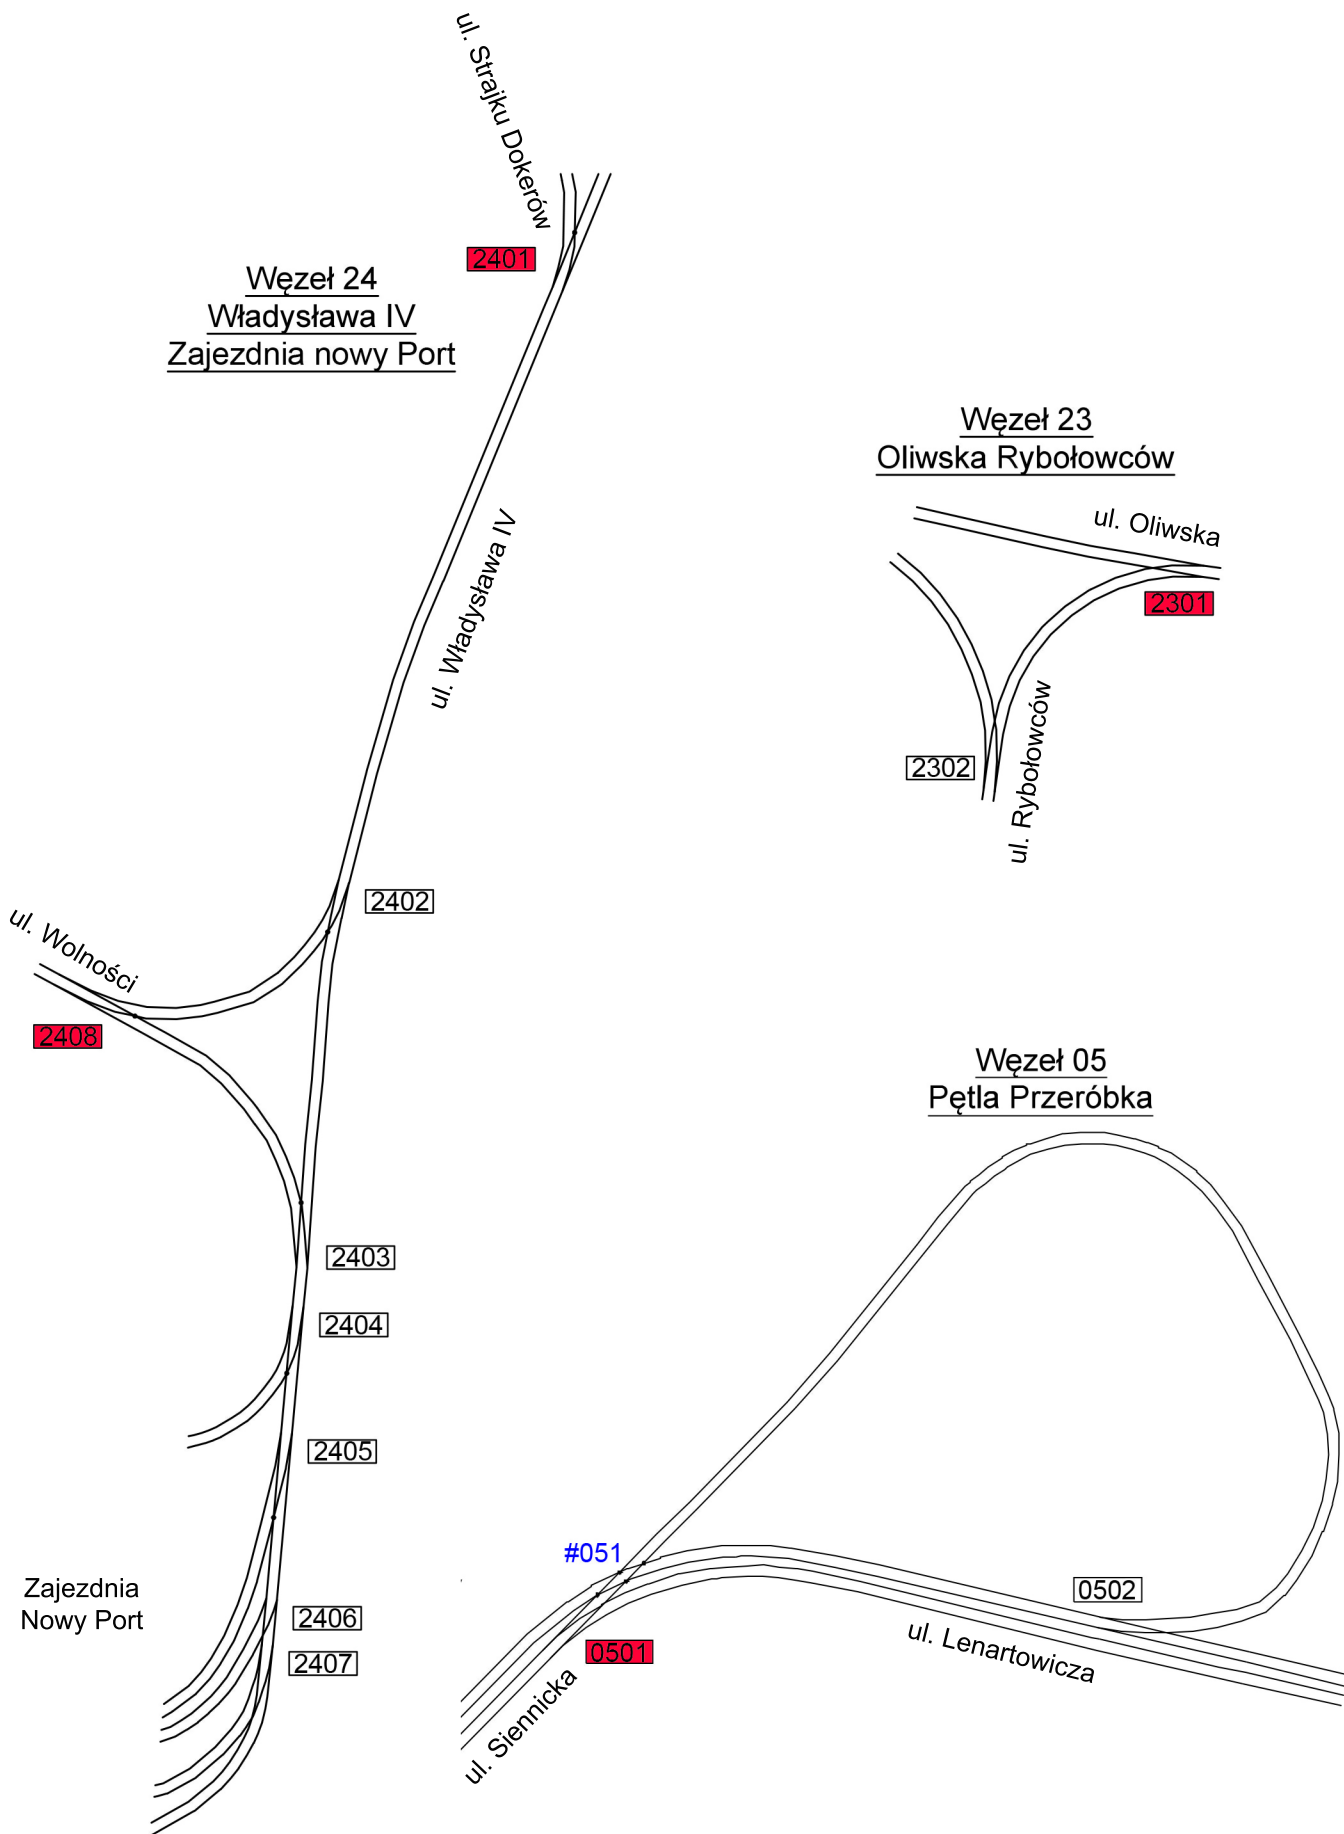 ul. Strajku Dokerów
2401
Węzeł 24
Władysława IV
Zajezdnia nowy Port
ul. Władysława IV
2402
ul. Wolności
2408
2403
2404
2405
Zajezdnia
Nowy Port
2406
2407
Węzeł 23
Oliwska Rybołowców
ul. Oliwska
2301
2302
ul. Rybołowców
Węzeł 05
Pętla Przeróbka
#051
0502
0501
ul. Lenartowicza
ul. Siennicka